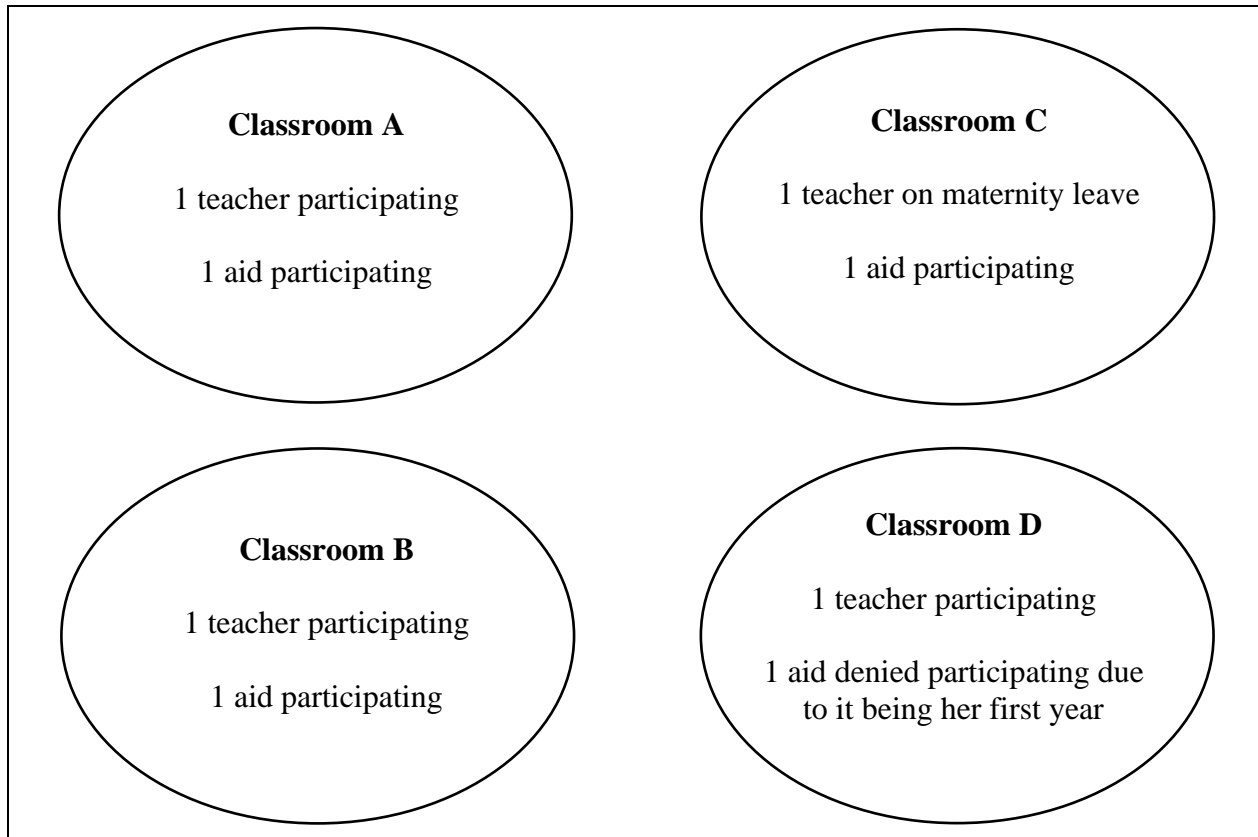 Classroom A
1 teacher participating
1 aid participating
Classroom C
1 teacher on maternity leave
1 aid participating
Classroom B
1 teacher participating
1 aid participating
Classroom D
1 teacher participating
1 aid denied participating due
to it being her first year